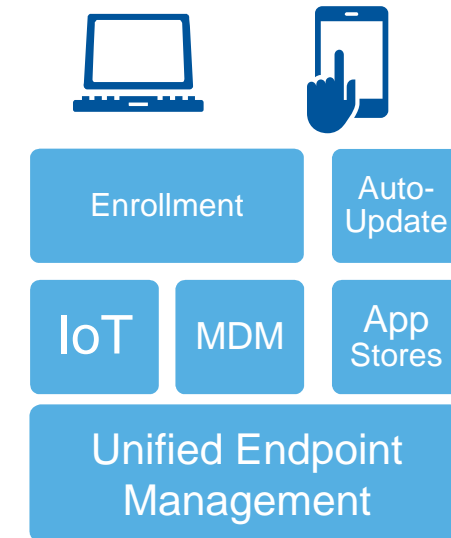 Enrollment
Auto-
Update
IoT
MDM
App
Stores
Unified Endpoint
Management